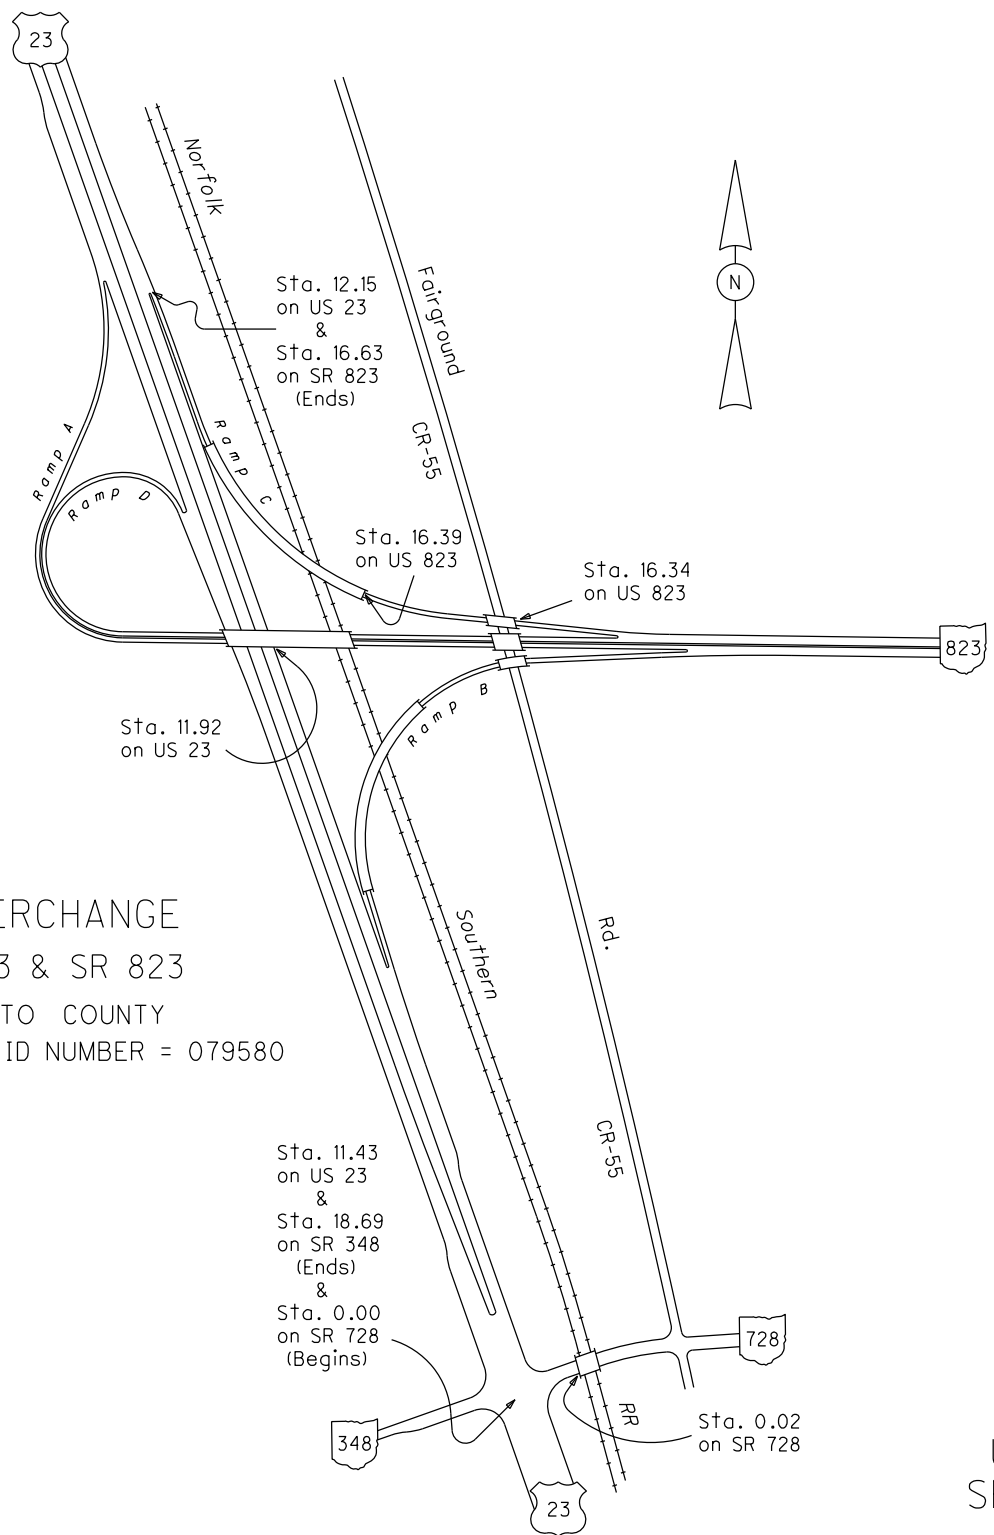 23
Norfolk
N
Sta. 12.15
on US 23
&
Sta. 16.63
on SR 823
(Ends)
Fairground
CR-55
Ramp A
Ramp C
Ramp D
Sta. 16.39
on US 823
Sta. 16.34
on US 823
823
Ramp B
Sta. 11.92
on US 23
ERCHANGE
3 & SR 823
TO COUNTY
ID NUMBER = 079580
Southern
Rd.
CR-55
Sta. 11.43
on US 23
&
Sta. 18.69
on SR 348
(Ends)
&
Sta. 0.00
on SR 728
(Begins)
728
348
RR
Sta. 0.02
on SR 728
23